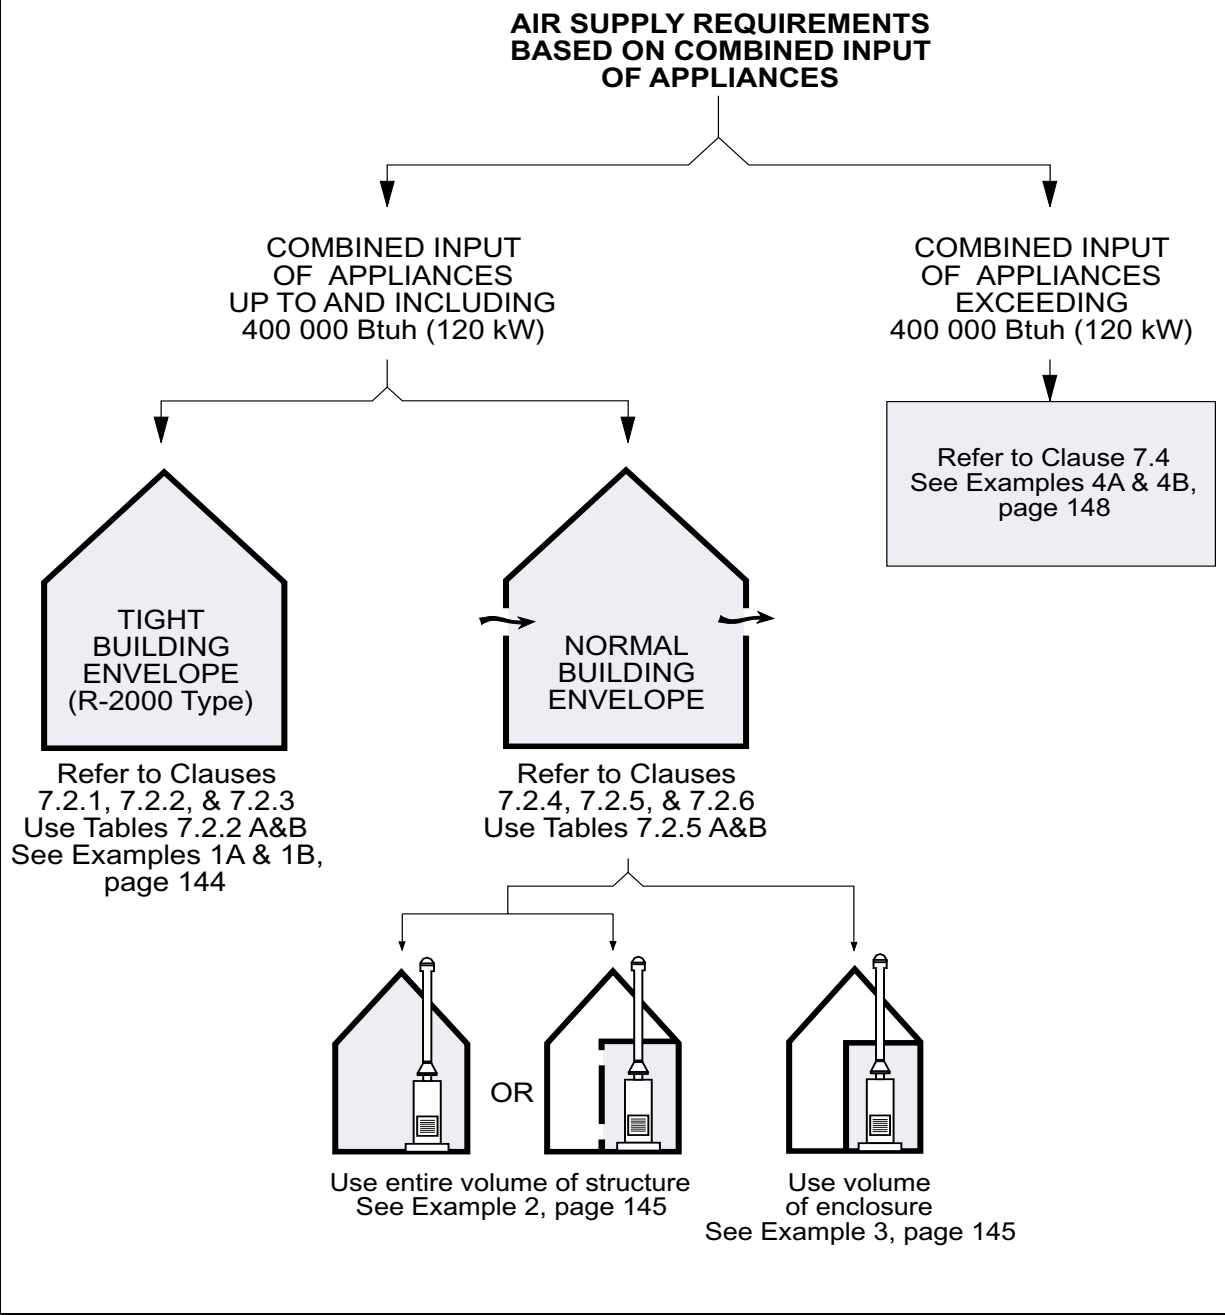 AIR SUPPLY REQUIREMENTS
BASED ON COMBINED INPUT
OF APPLIANCES
COMBINED INPUT
OF APPLIANCES
UP TO AND INCLUDING
400 000 Btuh (120 kW)
COMBINED INPUT
OF APPLIANCES
EXCEEDING
400 000 Btuh (120 kW)
Refer to Clause 7.4
See Examples 4A & 4B,
page 148
TIGHT
BUILDING
ENVELOPE
(R-2000 Type)
NORMAL
BUILDING
ENVELOPE
Refer to Clauses
7.2.1, 7.2.2, & 7.2.3
Use Tables 7.2.2 A&B
See Examples 1A & 1B,
page 144
Refer to Clauses
7.2.4, 7.2.5, & 7.2.6
Use Tables 7.2.5 A&B
OR
Use entire volume of structure
See Example 2, page 145
Use volume
of enclosure
See Example 3, page 145